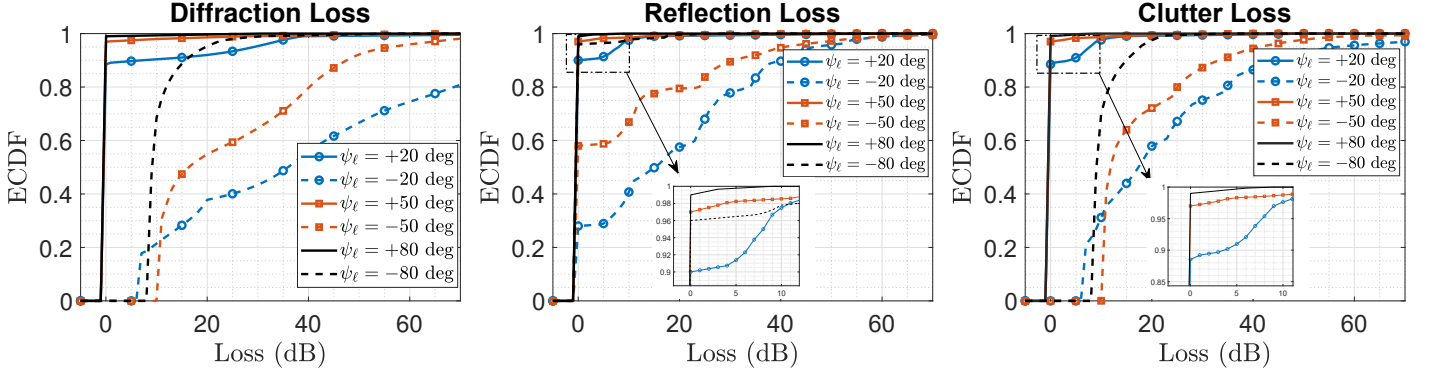 Diffraction Loss
ECDF
1
0.8
0.6
0.4
0.2
0
0
20
40
60
Loss (dB)
ψℓ = +20 deg
ψℓ = −20 deg
ψℓ = +50 deg
ψℓ = −50 deg
ψℓ = +80 deg
ψℓ = −80 deg
Reflection Loss
ECDF
1
0.8
0.6
0.4
0.2
0
0
20
40
60
Loss (dB)
ψℓ = +20 deg
ψℓ = −20 deg
ψℓ = +50 deg
ψℓ = −50 deg
ψℓ = +80 deg
ψℓ = −80 deg
1
0.98
0.96
0.94
0.92
0.9
0
5
10
Clutter Loss
ECDF
1
0.8
0.6
0.4
0.2
0
0
20
40
60
Loss (dB)
ψℓ = +20 deg
ψℓ = −20 deg
ψℓ = +50 deg
ψℓ = −50 deg
ψℓ = +80 deg
ψℓ = −80 deg
1
0.95
0.9
0.85
0
5
10